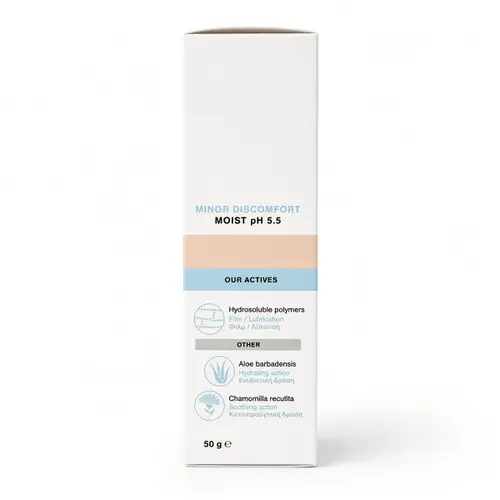 MINOR DISCOMFORT
MOIST pH 5.5
OUR ACTIVES
Hydrosoluble polymers
Film / Lubrication
Φιλμ / Λίπανση
OTHER
Aloe barbadensis
Hydrating action
Ενυδατική δράση
Chamomilla recutita
Soothing action
Καταπραϋντική δράση
50 g ℮